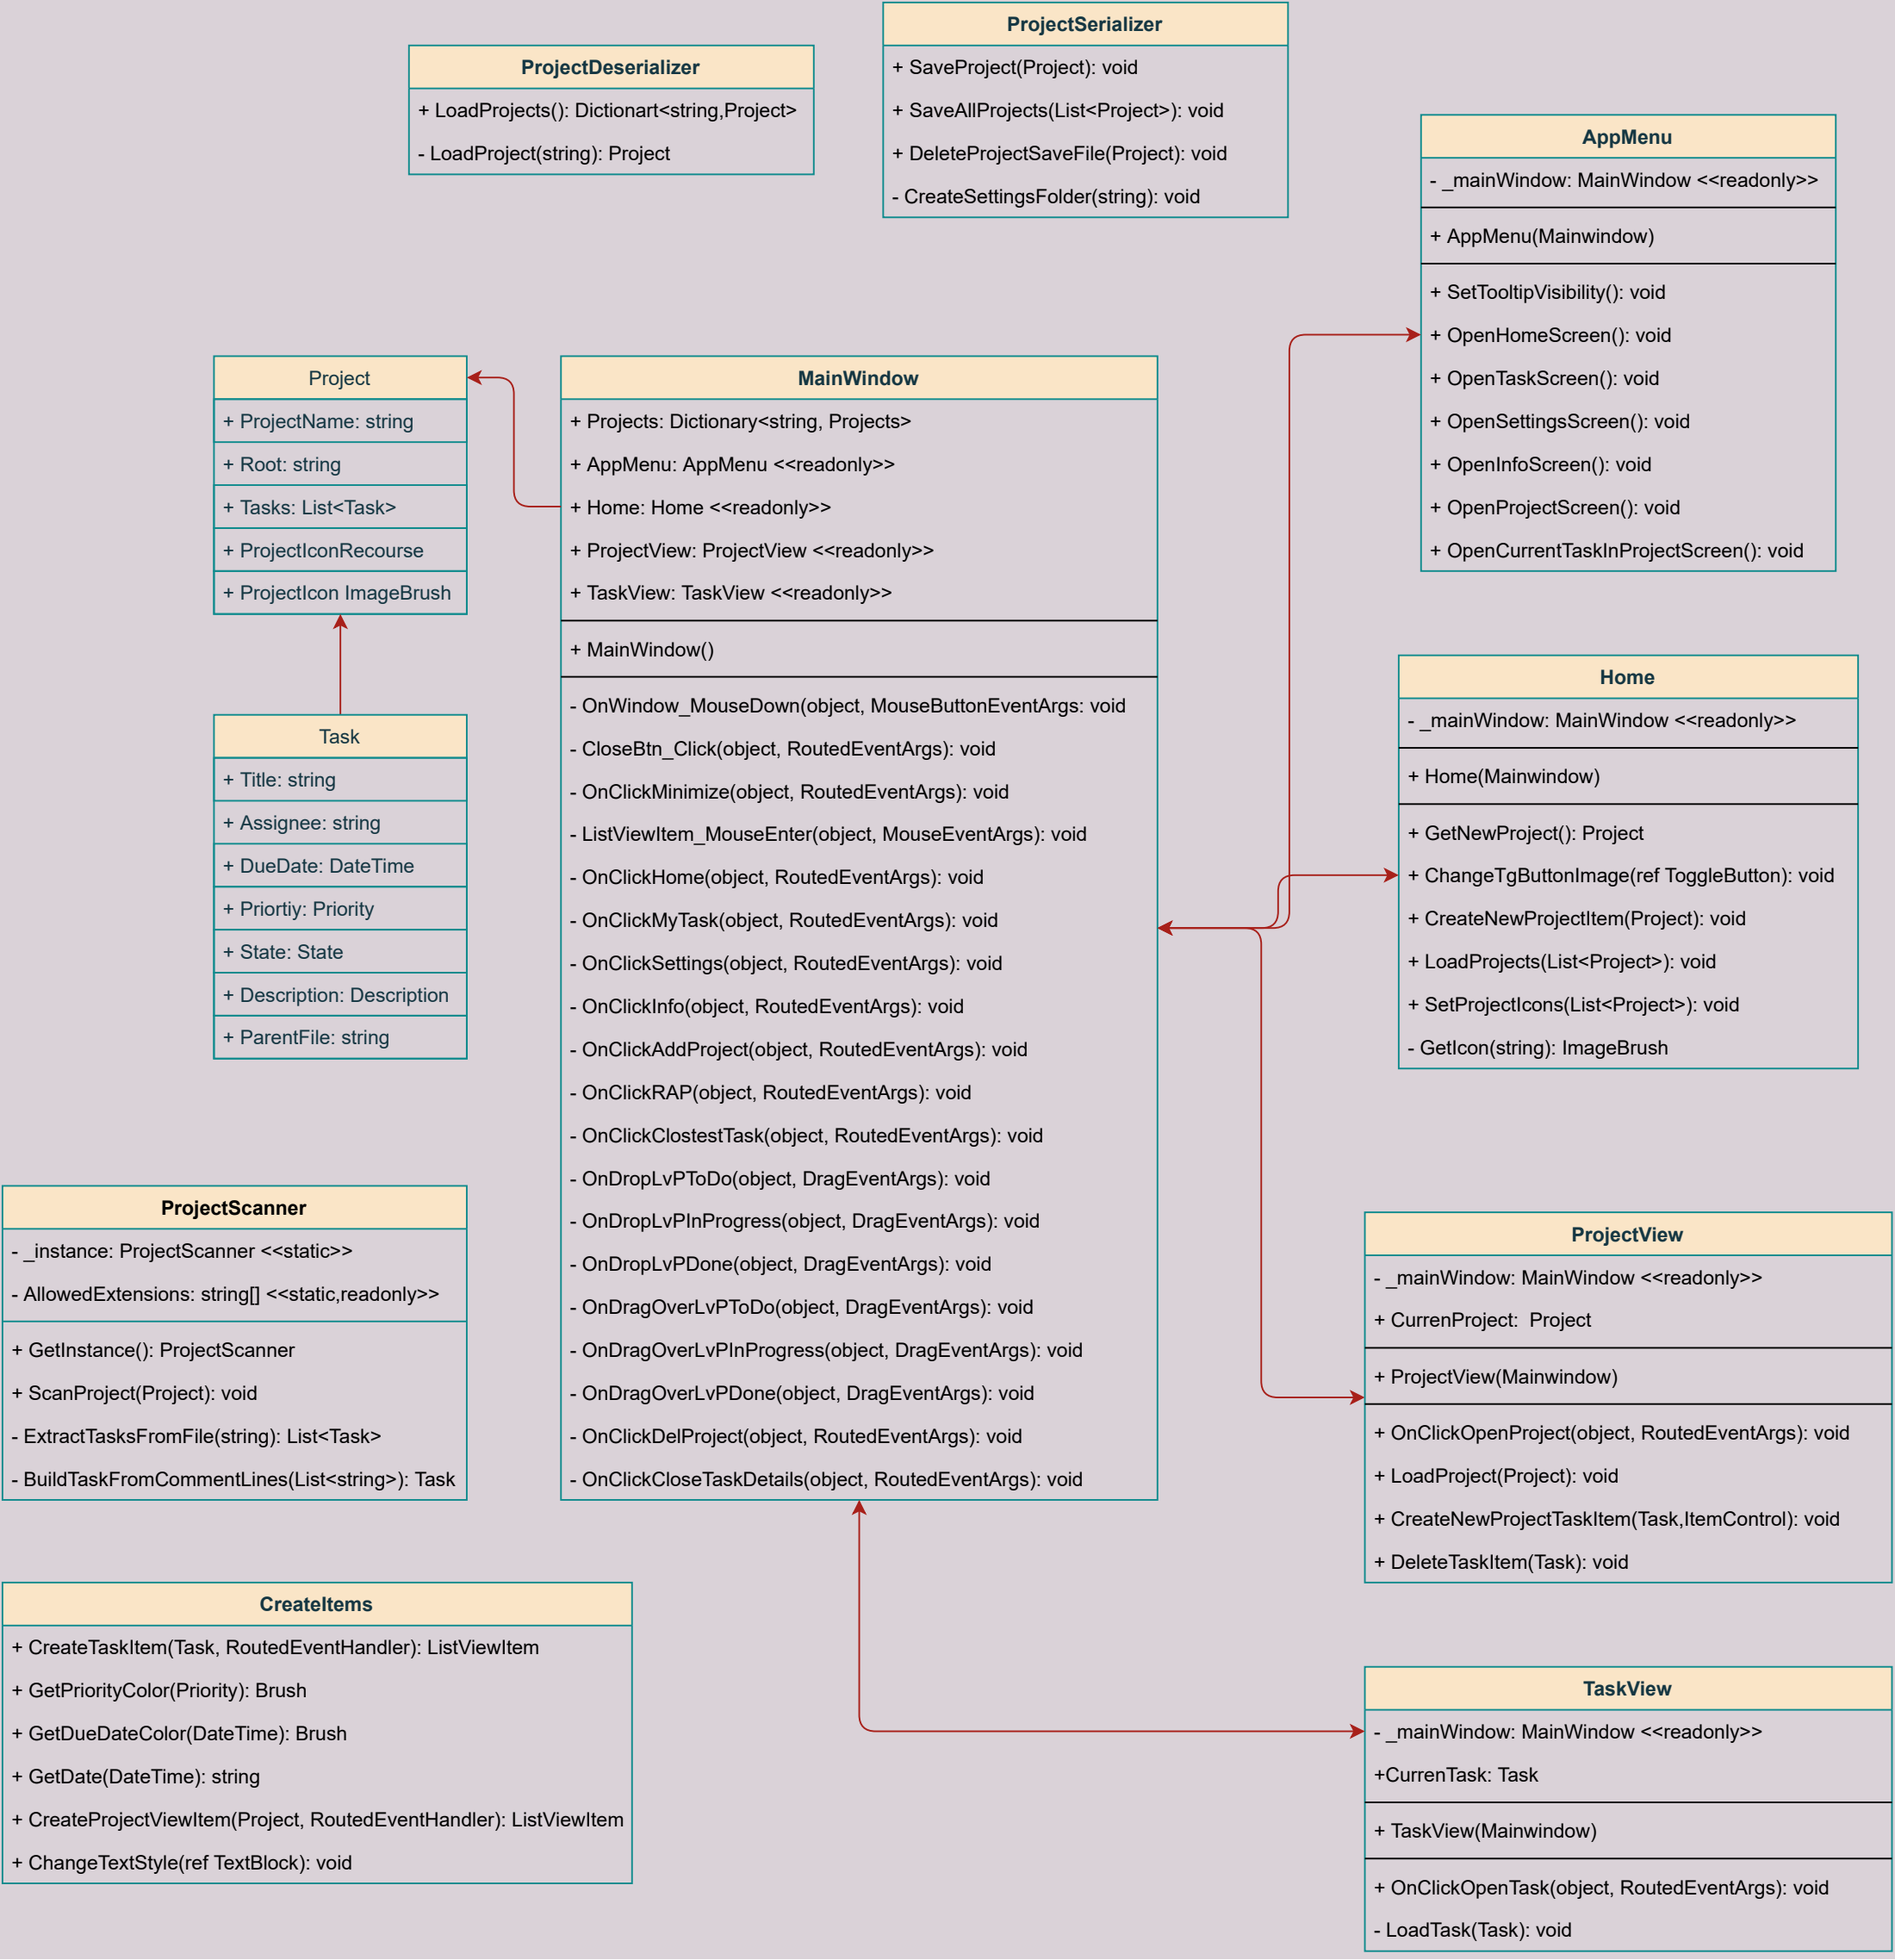 ProjectSerializer
+ SaveProject(Project): void
+ SaveAllProjects(List<Project>): void
+ DeleteProjectSaveFile(Project): void
- CreateSettingsFolder(string): void
ProjectDeserializer
+ LoadProjects(): Dictionart<string,Project>
- LoadProject(string): Project
AppMenu
- _mainWindow: MainWindow <<readonly>>
+ AppMenu(Mainwindow)
+ SetTooltipVisibility(): void
+ OpenHomeScreen(): void
+ OpenTaskScreen(): void
+ OpenSettingsScreen(): void
+ OpenInfoScreen(): void
+ OpenProjectScreen(): void
+ OpenCurrentTaskInProjectScreen(): void
Project
+ ProjectName: string
+ Root: string
+ Tasks: List<Task>
+ ProjectIconRecourse
+ ProjectIcon ImageBrush
MainWindow
+ Projects: Dictionary<string, Projects>
+ AppMenu: AppMenu <<readonly>>
+ Home: Home <<readonly>>
+ ProjectView: ProjectView <<readonly>>
+ TaskView: TaskView <<readonly>>
+ MainWindow()
- OnWindow_MouseDown(object, MouseButtonEventArgs: void
- CloseBtn_Click(object, RoutedEventArgs): void
- OnClickMinimize(object, RoutedEventArgs): void
- ListViewItem_MouseEnter(object, MouseEventArgs): void
- OnClickHome(object, RoutedEventArgs): void
- OnClickMyTask(object, RoutedEventArgs): void
- OnClickSettings(object, RoutedEventArgs): void
- OnClickInfo(object, RoutedEventArgs): void
- OnClickAddProject(object, RoutedEventArgs): void
- OnClickRAP(object, RoutedEventArgs): void
- OnClickClostestTask(object, RoutedEventArgs): void
- OnDropLvPToDo(object, DragEventArgs): void
- OnDropLvPInProgress(object, DragEventArgs): void
- OnDropLvPDone(object, DragEventArgs): void
- OnDragOverLvPToDo(object, DragEventArgs): void
- OnDragOverLvPInProgress(object, DragEventArgs): void
- OnDragOverLvPDone(object, DragEventArgs): void
- OnClickDelProject(object, RoutedEventArgs): void
- OnClickCloseTaskDetails(object, RoutedEventArgs): void
Home
- _mainWindow: MainWindow <<readonly>>
+ Home(Mainwindow)
+ GetNewProject(): Project
+ ChangeTgButtonImage(ref ToggleButton): void
+ CreateNewProjectItem(Project): void
+ LoadProjects(List<Project>): void
+ SetProjectIcons(List<Project>): void
- GetIcon(string): ImageBrush
Task
+ Title: string
+ Assignee: string
+ DueDate: DateTime
+ Priortiy: Priority
+ State: State
+ Description: Description
+ ParentFile: string
ProjectScanner
- _instance: ProjectScanner <<static>>
- AllowedExtensions: string[] <<static,readonly>>
+ GetInstance(): ProjectScanner
+ ScanProject(Project): void
- ExtractTasksFromFile(string): List<Task>
- BuildTaskFromCommentLines(List<string>): Task
ProjectView
- _mainWindow: MainWindow <<readonly>>
+ CurrenProject:  Project
+ ProjectView(Mainwindow)
+ OnClickOpenProject(object, RoutedEventArgs): void
+ LoadProject(Project): void
+ CreateNewProjectTaskItem(Task,ItemControl): void
+ DeleteTaskItem(Task): void
CreateItems
+ CreateTaskItem(Task, RoutedEventHandler): ListViewItem
+ GetPriorityColor(Priority): Brush
+ GetDueDateColor(DateTime): Brush
+ GetDate(DateTime): string
+ CreateProjectViewItem(Project, RoutedEventHandler): ListViewItem
+ ChangeTextStyle(ref TextBlock): void
TaskView
- _mainWindow: MainWindow <<readonly>>
+CurrenTask: Task
+ TaskView(Mainwindow)
+ OnClickOpenTask(object, RoutedEventArgs): void
- LoadTask(Task): void